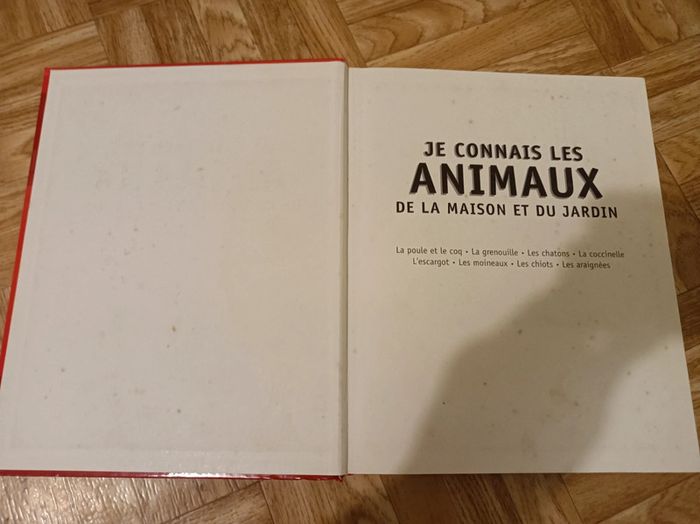 JE CONNAIS LES
ANIMAUX
DE LA MAISON ET DU JARDIN
La poule et le coq • La grenouille • Les chatons • La coccinelle
L'escargot • Les moineaux • Les chiots • Les araignées